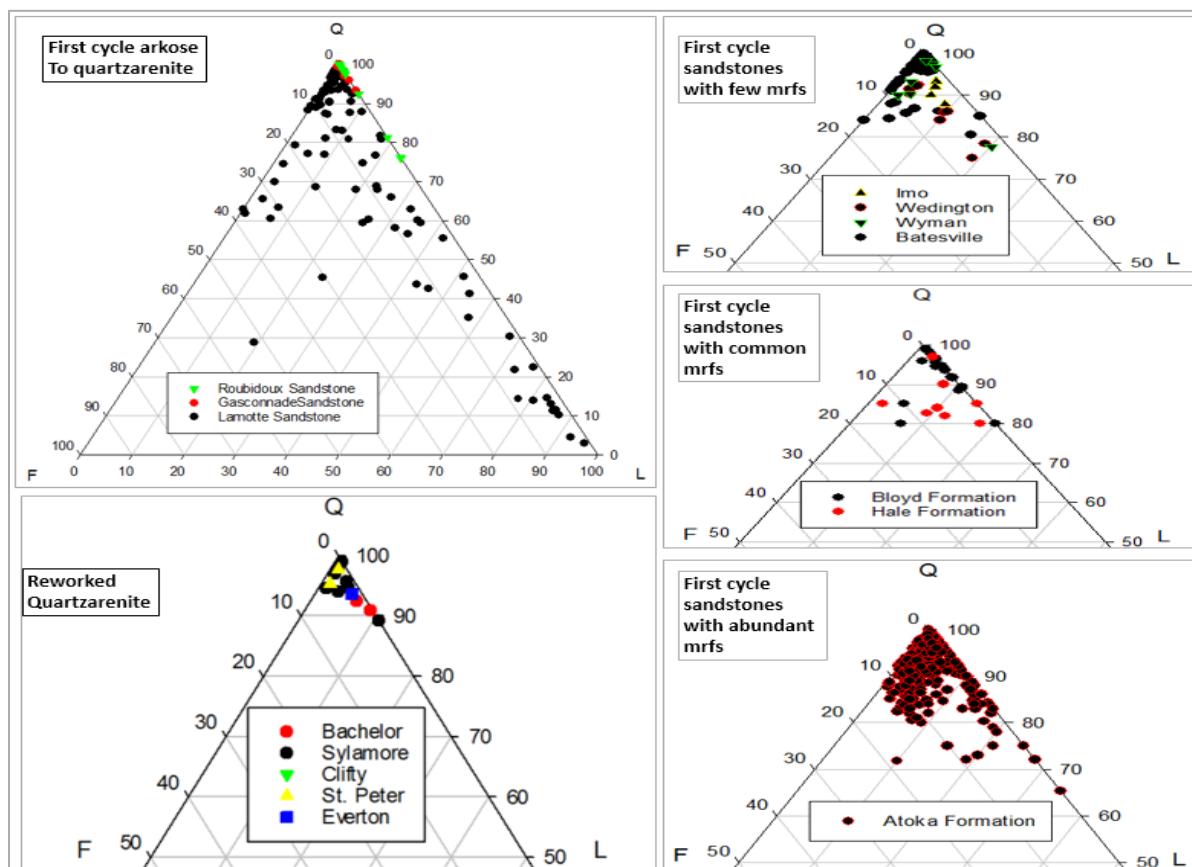 First cycle arkose
To quartzarenite
Q
0
100
10
90
20
80
30
70
40
60
50
50
60
40
70
30
80
20
90
10
100
0
F
0
10
20
30
40
50
60
70
80
90
100
L
Roubidoux Sandstone
GasconnadeSandstone
Lamotte Sandstone
Reworked
Quartzarenite
Q
0
100
10
90
20
80
30
70
40
60
F
50
50
L
Bachelor
Sylamore
Clifty
St. Peter
Everton
First cycle
sandstones
with few mrfs
Q
0
100
10
90
20
80
30
70
40
60
F
50
50
L
Imo
Wedington
Wyman
Batesville
First cycle
sandstones
with common
mrfs
Q
0
100
10
90
20
80
30
70
40
60
F
50
50
L
Bloyd Formation
Hale Formation
First cycle
sandstones
with abundant
mrfs
Q
0
100
10
90
20
80
30
70
40
60
F
50
50
L
Atoka Formation